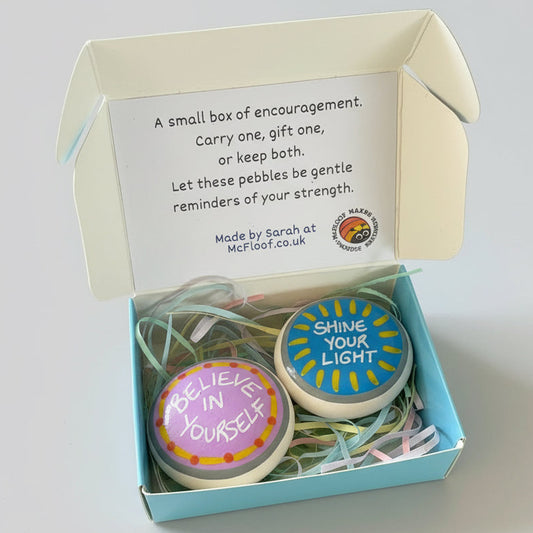 A small box of encouragement.
Carry one, gift one,
or keep both.
Let these pebbles be gentle
reminders of your strength.
Made by Sarah at
McFloof.co.uk
SHINE
YOUR
LIGHT
BELIEVE
IN
YOURSELF